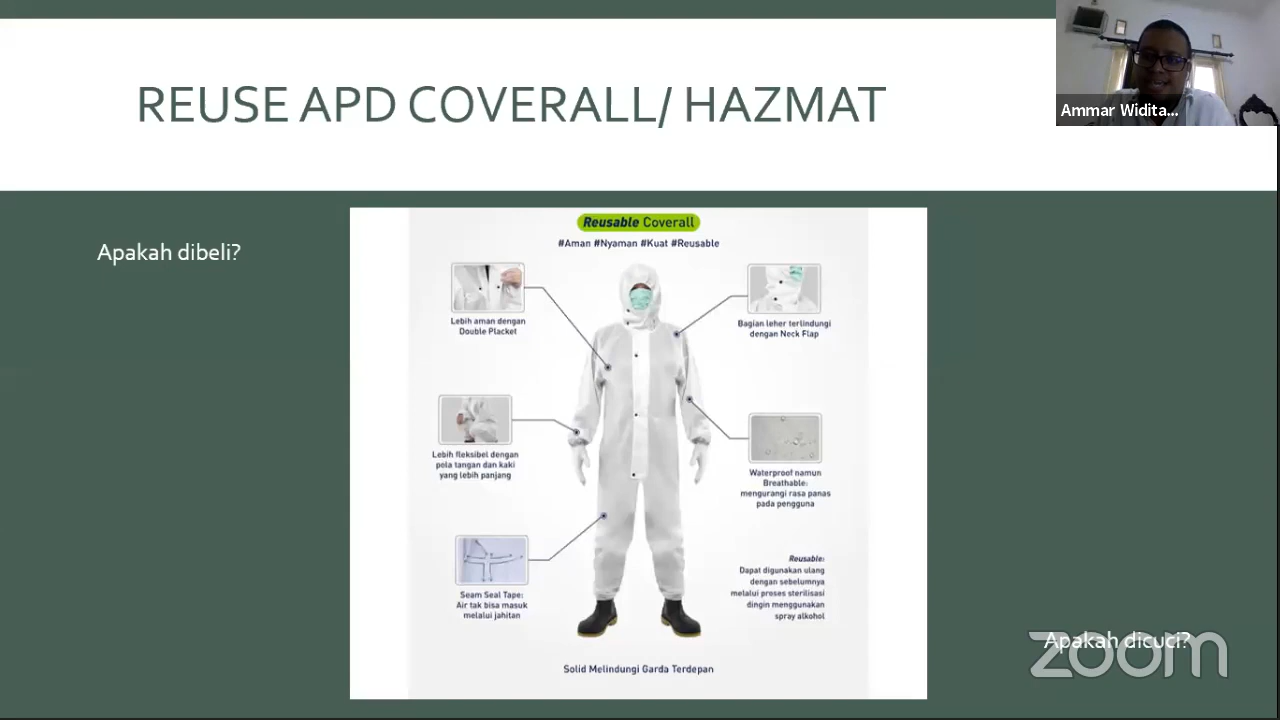 REUSE APD COVERALL/ HAZMAT
Ammar Widita...
Apakah dibeli?
Reusable Coverall
#Aman #Nyaman #Kuat #Reusable
Lebih aman dengan
Double Placket
Bagian leher terlindungi
dengan Neck Flap
Lebih fleksibel dengan
pola tangan dan kaki
yang lebih panjang
Waterproof namun
Breathable:
mengurangi rasa panas
pada pengguna
Seam Seal Tape:
Air tak bisa masuk
melalui jahitan
Reusable:
Dapat digunakan ulang
dengan sebelumnya
melalui proses sterilisasi
dingin menggunakan
spray alkohol
Solid Melindungi Garda Terdepan
Apakah dicuci?
zoom